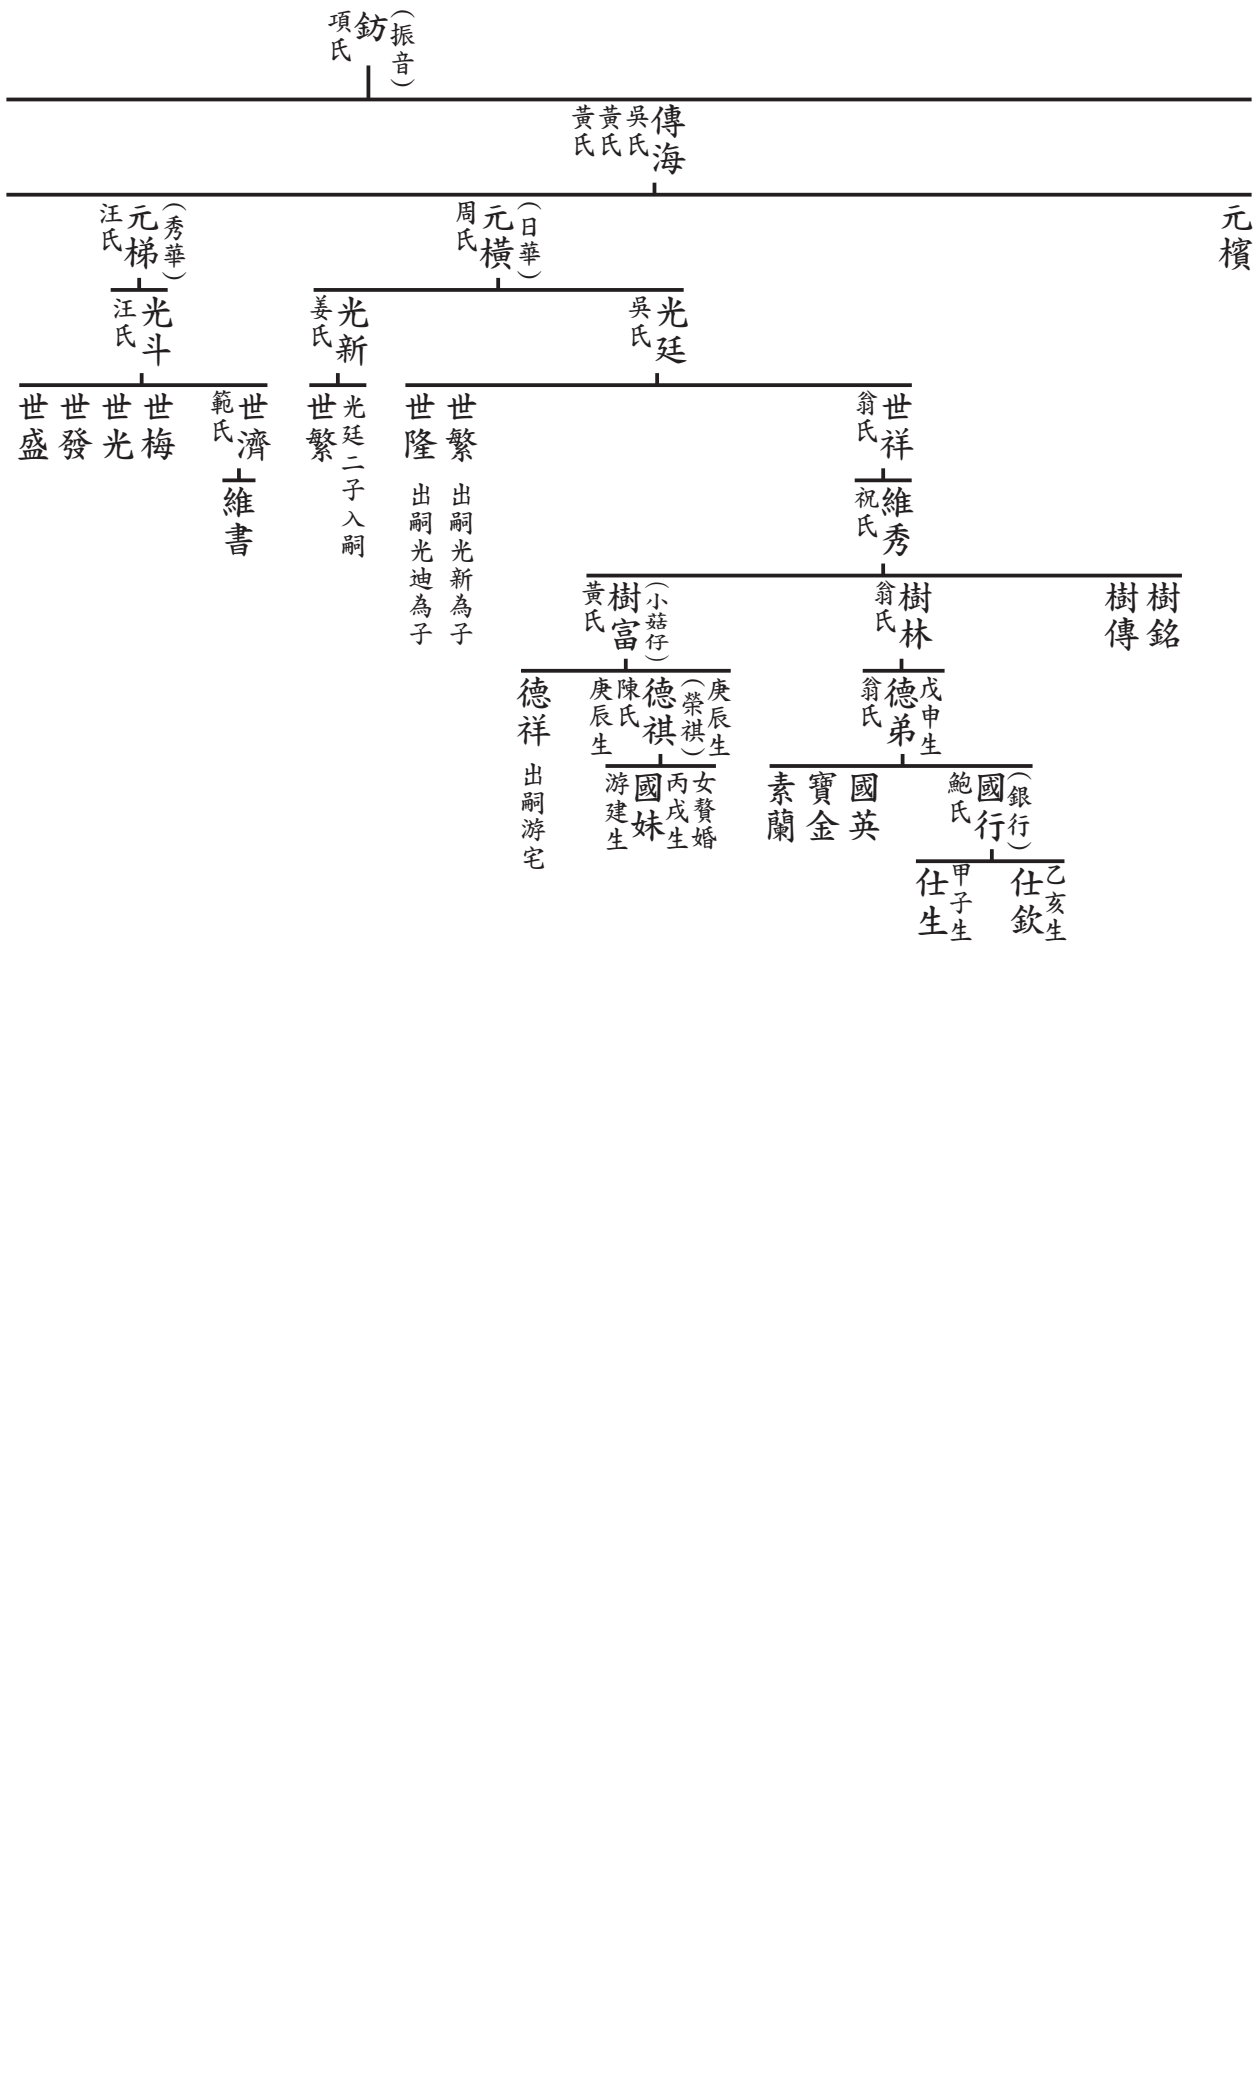 （振音）
鈁
項氏
傳海
吳氏
黃氏
黃氏
元檳
（日華）
元橫
周氏
（秀華）
元梯
汪氏
光廷
吳氏
光新
姜氏
光斗
汪氏
世祥
翁氏
世繁 出嗣光新為子
世隆 出嗣光迪為子
光廷二子入嗣
世繁
世濟
範氏
世梅
世光
世發
世盛
維秀
祝氏
維書
樹銘
樹傳
樹林
翁氏
（小菇仔）
樹富
黃氏
戊申生
德弟
翁氏
庚辰生
（榮祺）
德祺
陳氏
庚辰生
德祥 出嗣游宅
（銀行）
國行
鮑氏
國英
寶金
素蘭
女贅婚
丙戌生
國妹
游建生
乙亥生
仕欽
甲子生
仕生